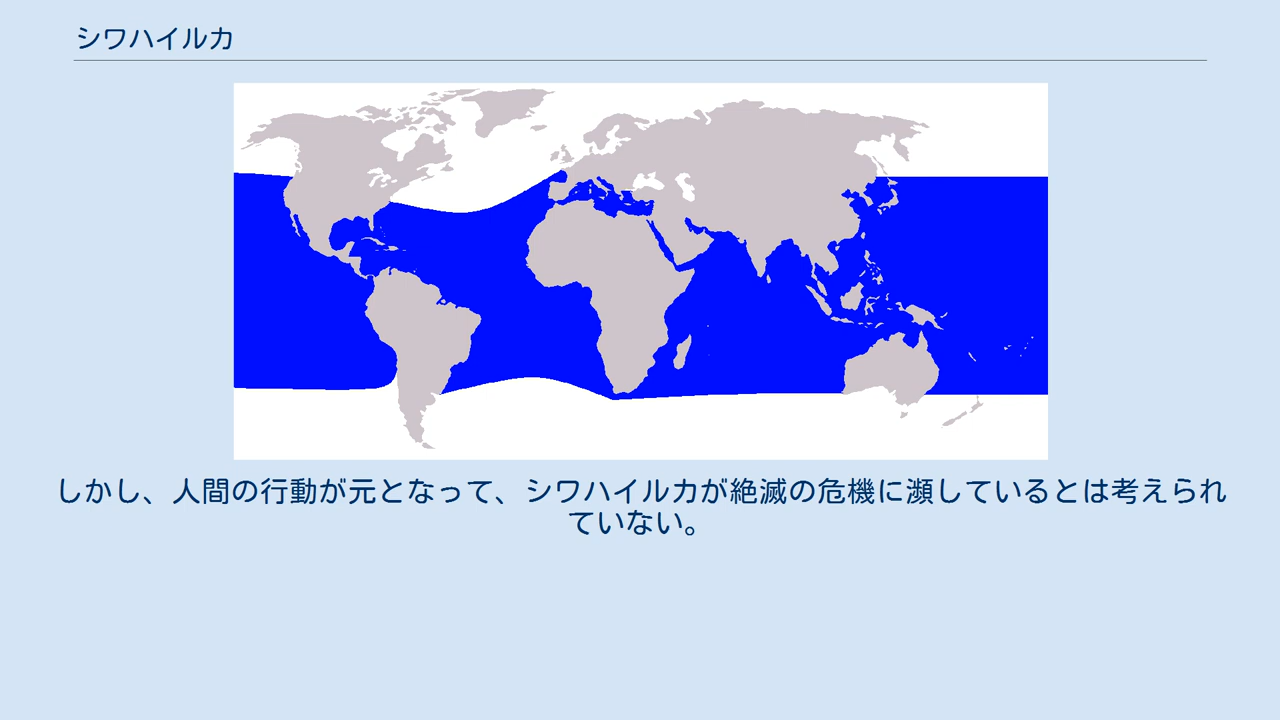 シワハイルカ
しかし、人間の行動が元となって、シワハイルカが絶滅の危機に瀕しているとは考えられ
ていない。